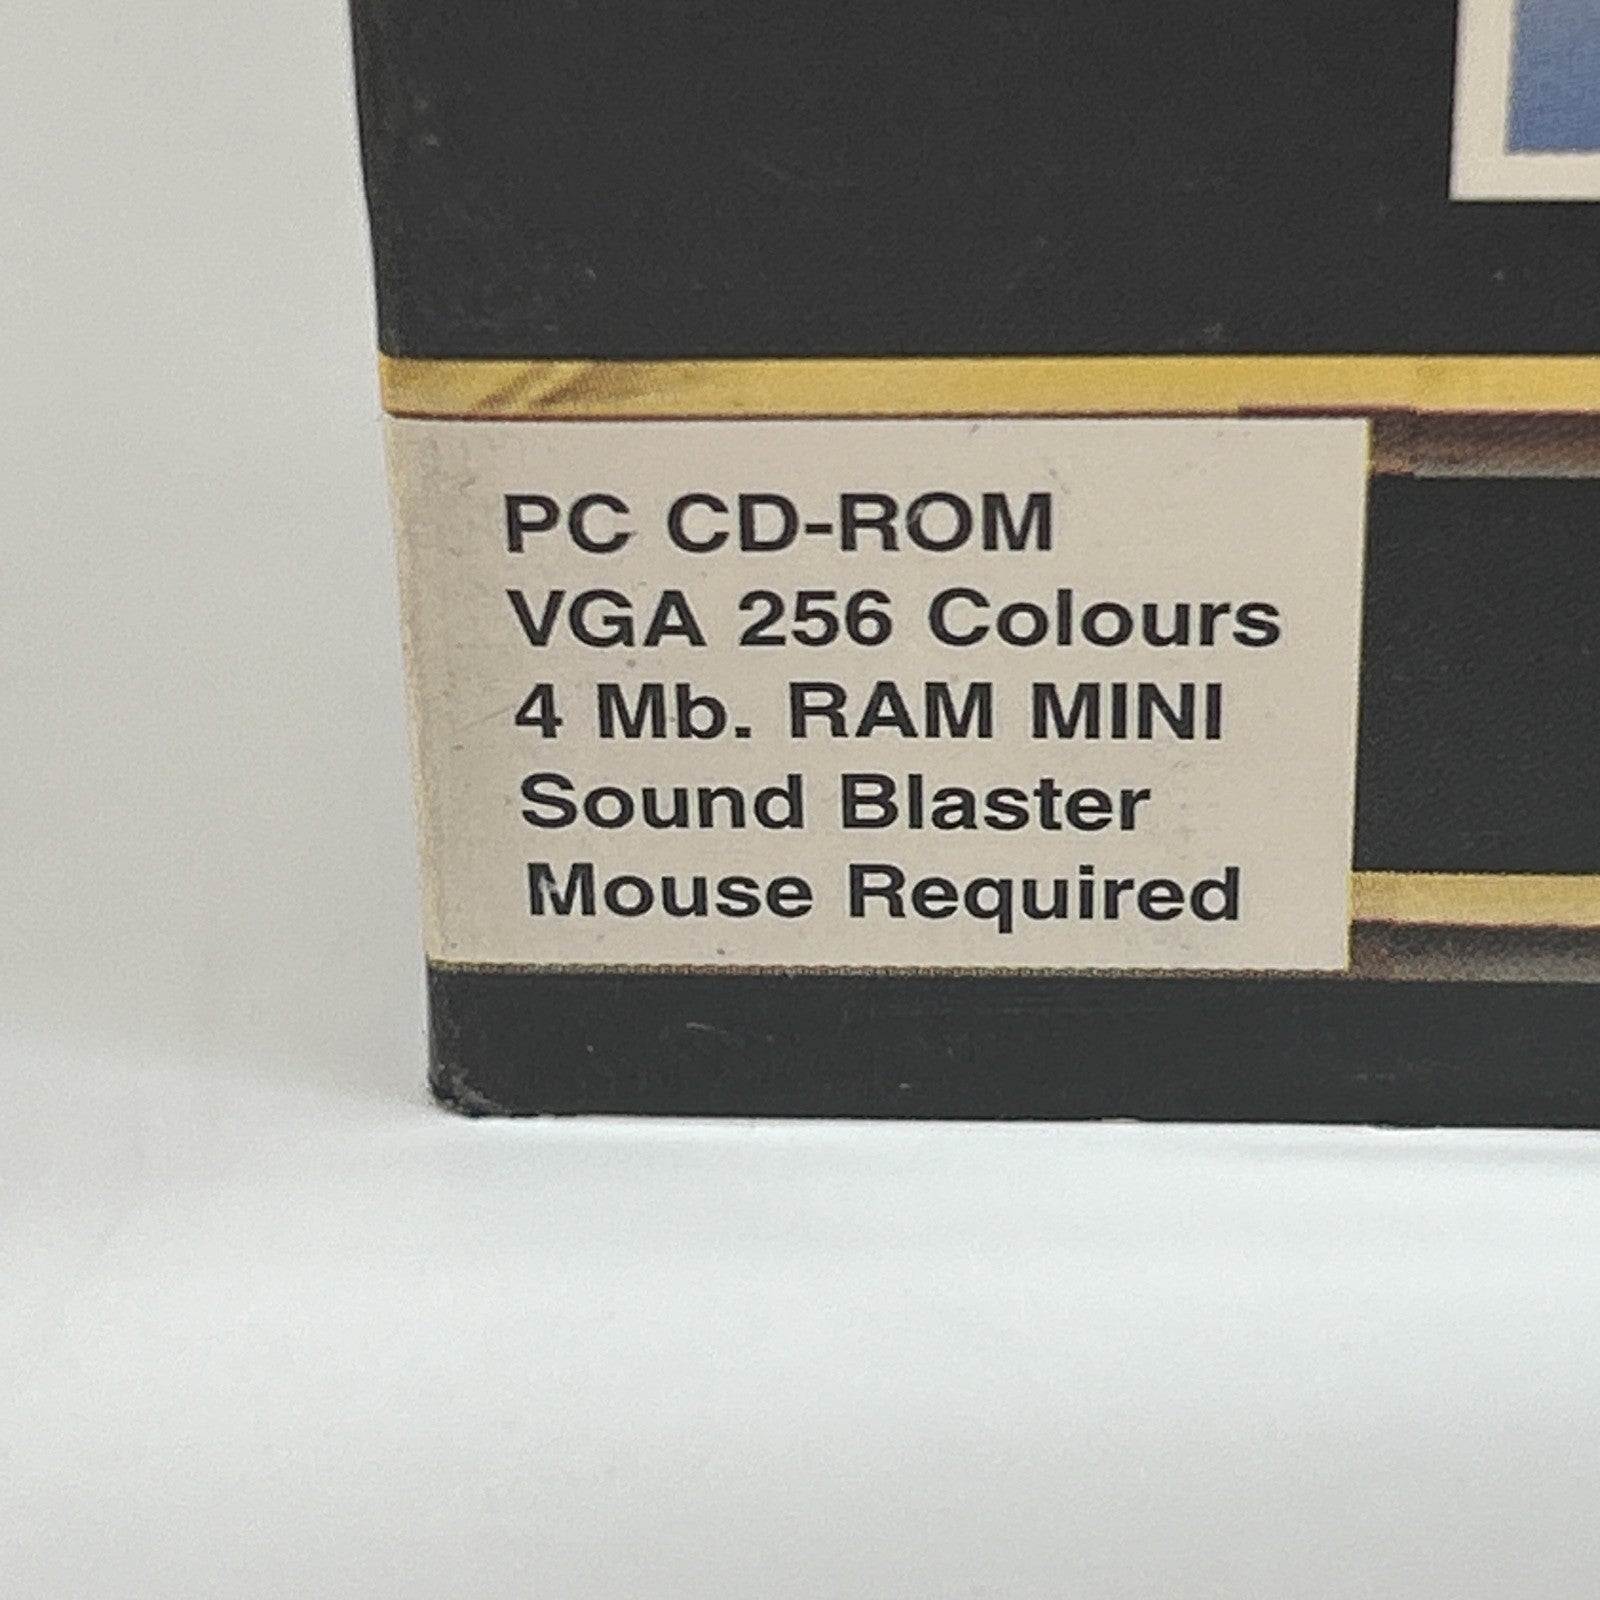 PC CD-ROM
VGA 256 Colours
4 Mb. RAM MINI
Sound Blaster
Mouse Required